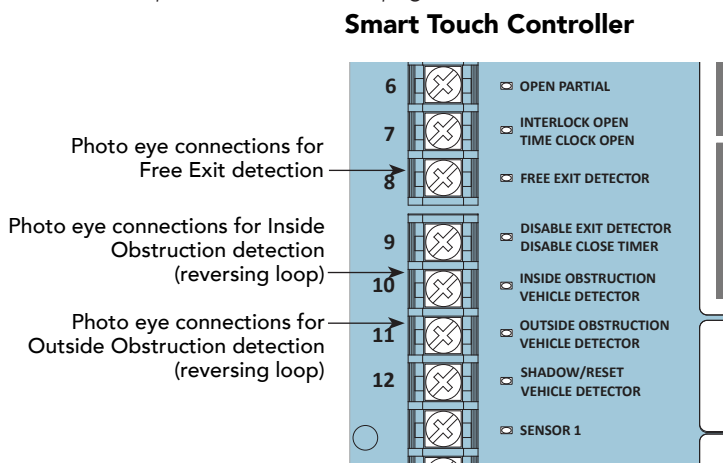 Smart Touch Controller
6
OPEN PARTIAL
7
INTERLOCK OPEN
TIME CLOCK OPEN
Photo eye connections for
Free Exit detection
8
FREE EXIT DETECTOR
Photo eye connections for Inside
Obstruction detection
(reversing loop)
9
DISABLE EXIT DETECTOR
DISABLE CLOSE TIMER
10
INSIDE OBSTRUCTION
VEHICLE DETECTOR
Photo eye connections for
Outside Obstruction detection
(reversing loop)
11
OUTSIDE OBSTRUCTION
VEHICLE DETECTOR
12
SHADOW/RESET
VEHICLE DETECTOR
SENSOR 1